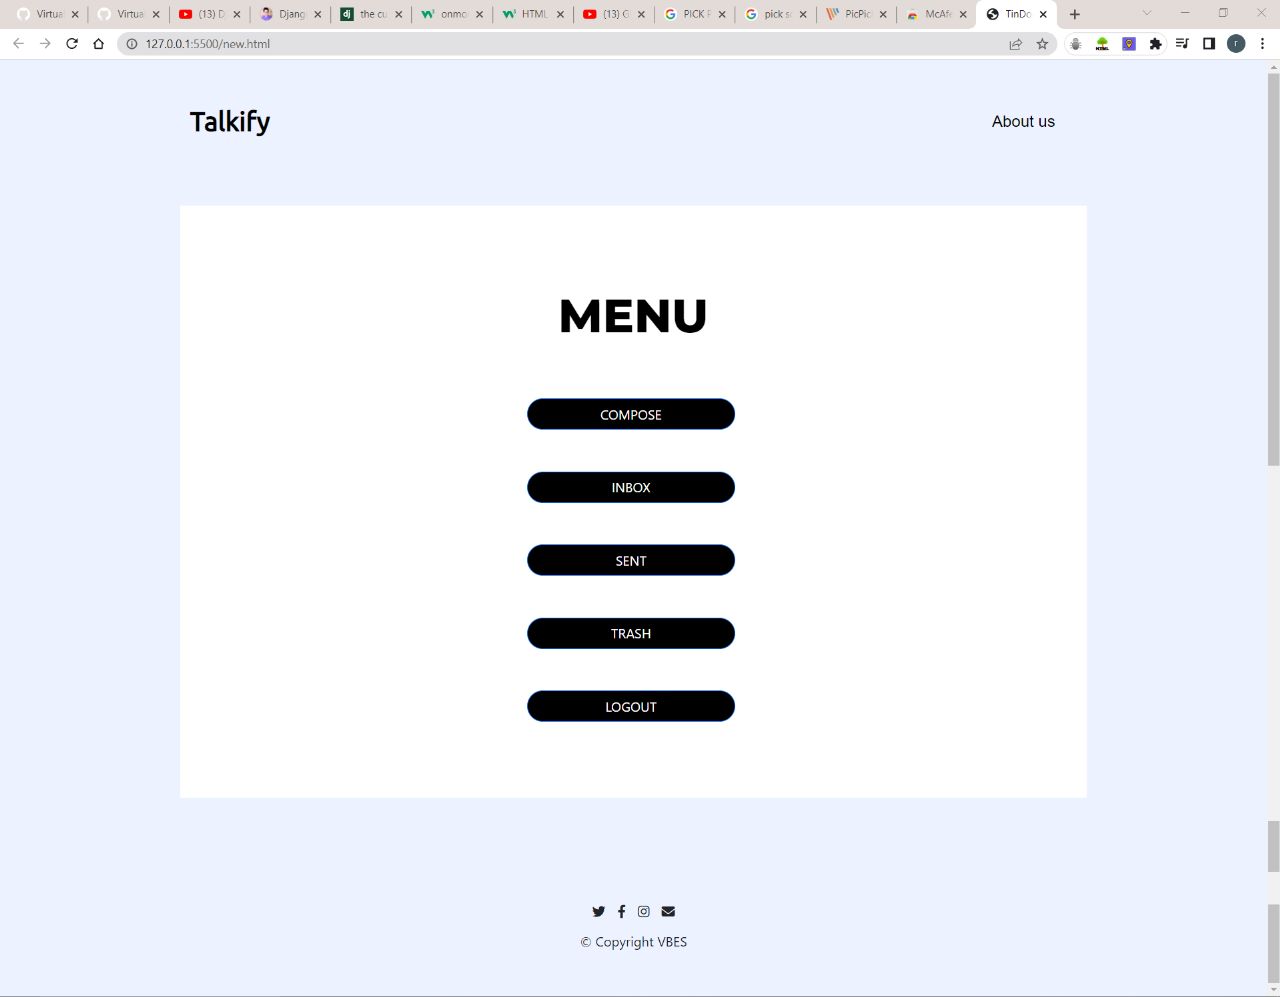 Virtua
Virtua
(13) D
Djang
the cu
onmo
HTML
(13) G
PICK P
pick sc
PicPic
McAfe
TinDo
127.0.0.1:5500/new.html
Talkify
About us
MENU
COMPOSE
INBOX
SENT
TRASH
LOGOUT
© Copyright VBES